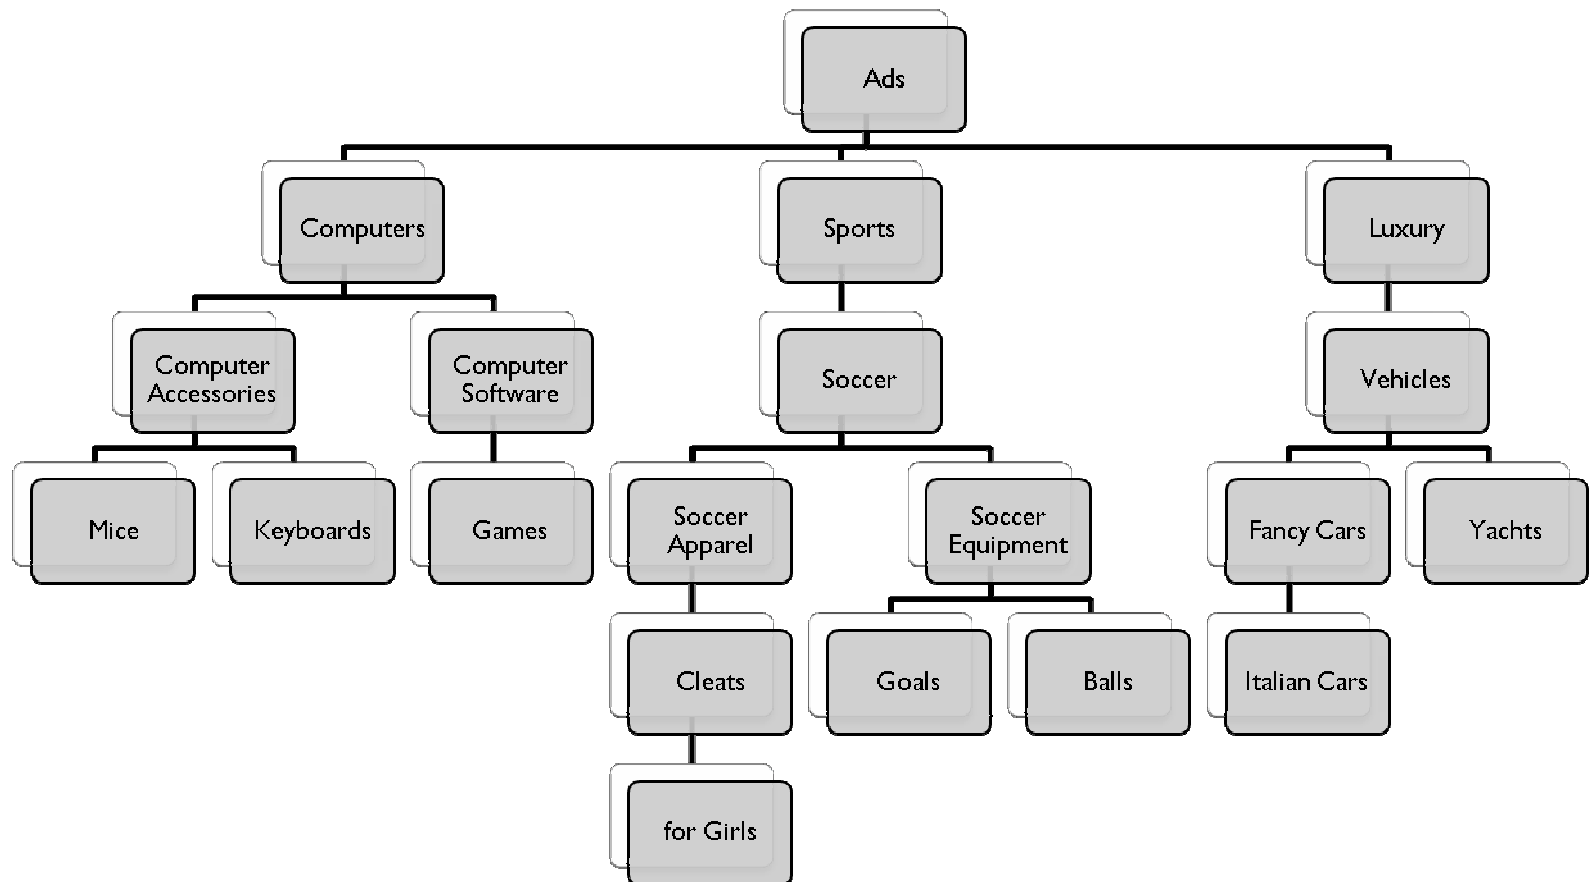 Ads
Computers
Sports
Luxury
Computer
Accessories
Computer
Software
Soccer
Vehicles
Mice
Keyboards
Games
Soccer
Apparel
Soccer
Equipment
Fancy Cars
Yachts
Cleats
Goals
Balls
Italian Cars
for Girls